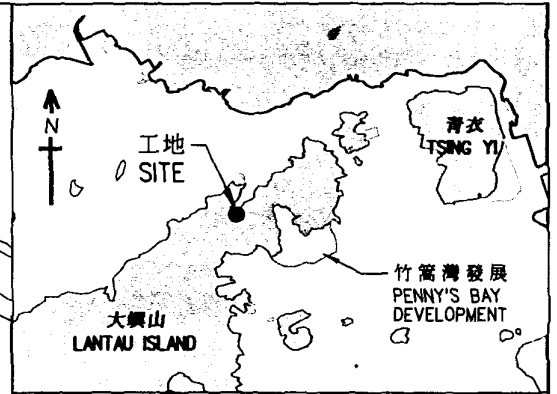 N
工地
SITE
青衣
TSING YI
竹篙灣發展
PENNY'S BAY
DEVELOPMENT
大嶼山
LANTAU ISLAND